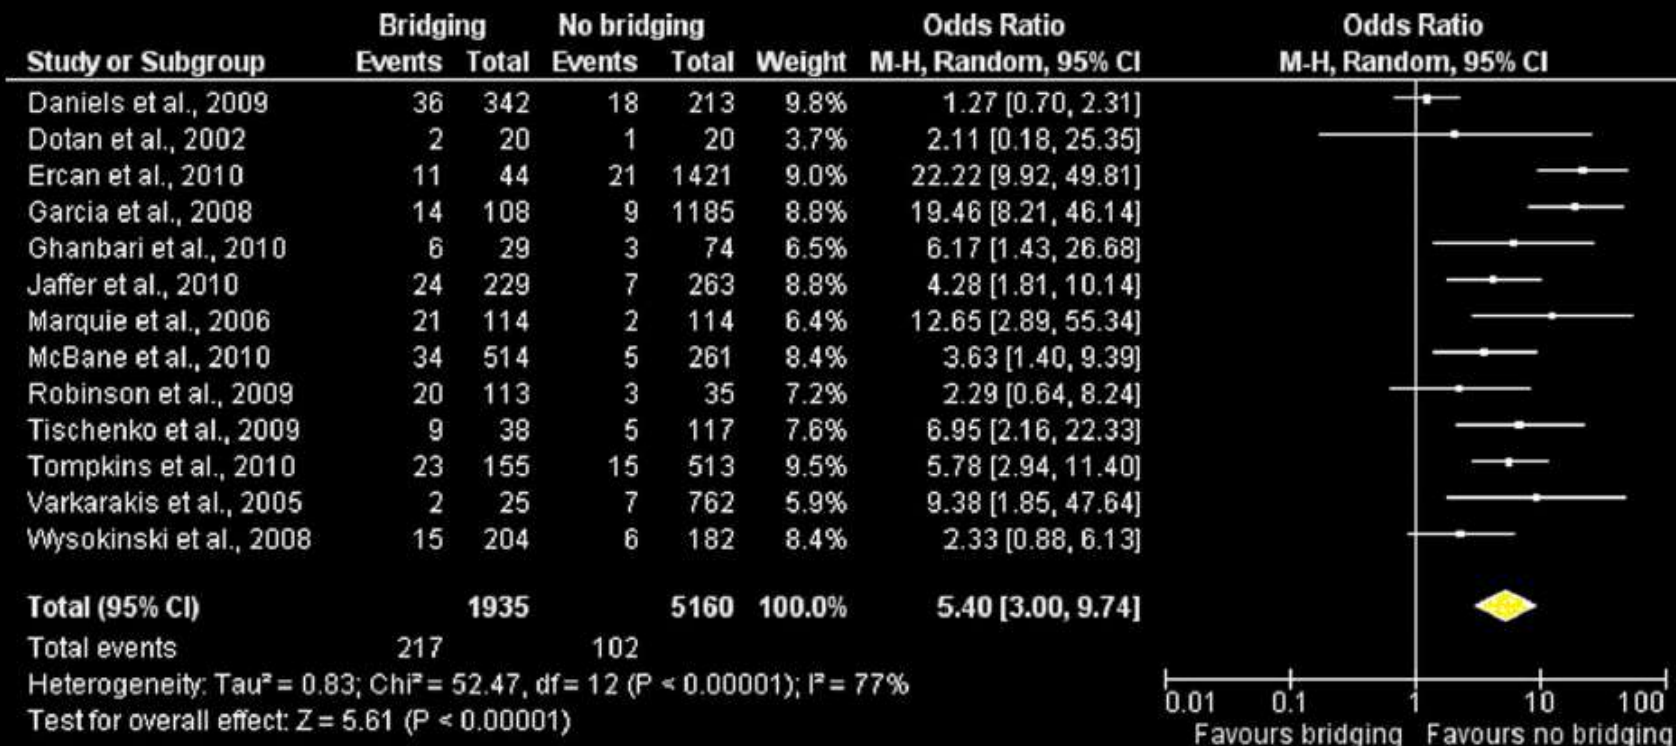 Bridging No bridging Odds Ratio Odds Ratio
Study or Subgroup Events Total Events Total Weight M-H, Random, 95% CI M-H, Random, 95% CI
Daniels et al., 2009 36 342 18 213 9.8% 1.27 [0.70, 2.31]
Dotan et al., 2002 2 20 1 20 3.7% 2.11 [0.18, 25.35]
Ercan et al., 2010 11 44 21 1421 9.0% 22.22 [9.92, 49.81]
Garcia et al., 2008 14 108 9 1185 8.8% 19.46 [8.21, 46.14]
Ghanbari et al., 2010 6 29 3 74 6.5% 6.17 [1.43, 26.68]
Jaffer et al., 2010 24 229 7 263 8.8% 4.28 [1.81, 10.14]
Marquie et al., 2006 21 114 2 114 6.4% 12.65 [2.89, 55.34]
McBane et al., 2010 34 514 5 261 8.4% 3.63 [1.40, 9.39]
Robinson et al., 2009 20 113 3 35 7.2% 2.29 [0.64, 8.24]
Tischenko et al., 2009 9 38 5 117 7.6% 6.95 [2.16, 22.33]
Tompkins et al., 2010 23 155 15 513 9.5% 5.78 [2.94, 11.40]
Varkarakis et al., 2005 2 25 7 762 5.9% 9.38 [1.85, 47.64]
Wysokinski et al., 2008 15 204 6 182 8.4% 2.33 [0.88, 6.13]
Total (95% CI) 1935 5160 100.0% 5.40 [3.00, 9.74]
Total events 217 102
Heterogeneity: Tau² = 0.83; Chi² = 52.47, df = 12 (P < 0.00001); I² = 77%
Test for overall effect: Z = 5.61 (P < 0.00001)
0.01 0.1 1 10 100
Favours bridging Favours no bridging